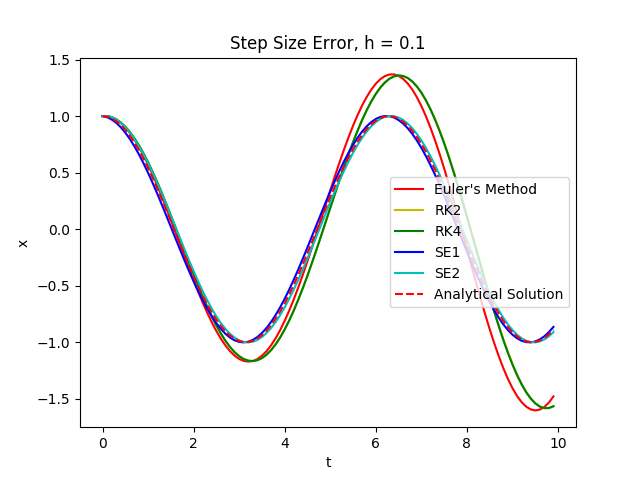 Step Size Error, h = 0.1
1.5
1.0
0.5
0.0
−0.5
−1.0
−1.5
x
0
2
4
6
8
10
t
Euler's Method
RK2
RK4
SE1
SE2
Analytical Solution